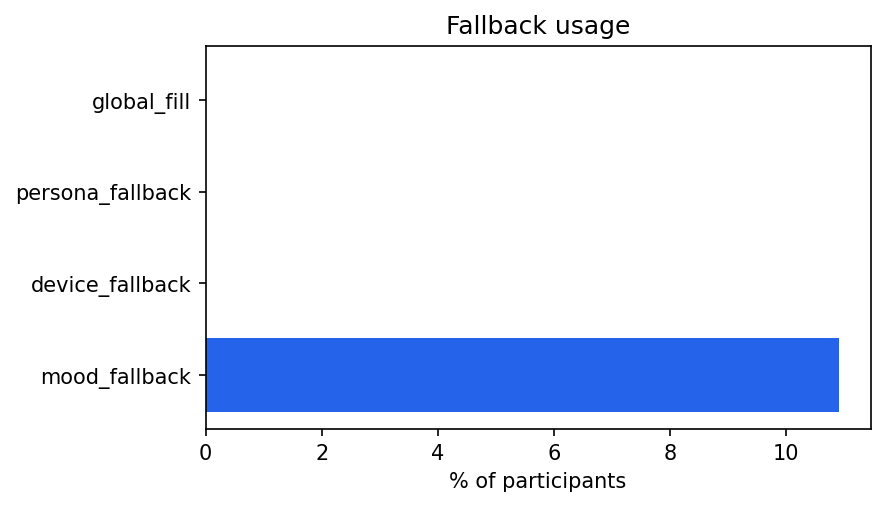 Fallback usage
global_fill
persona_fallback
device_fallback
mood_fallback
0 2 4 6 8 10
% of participants